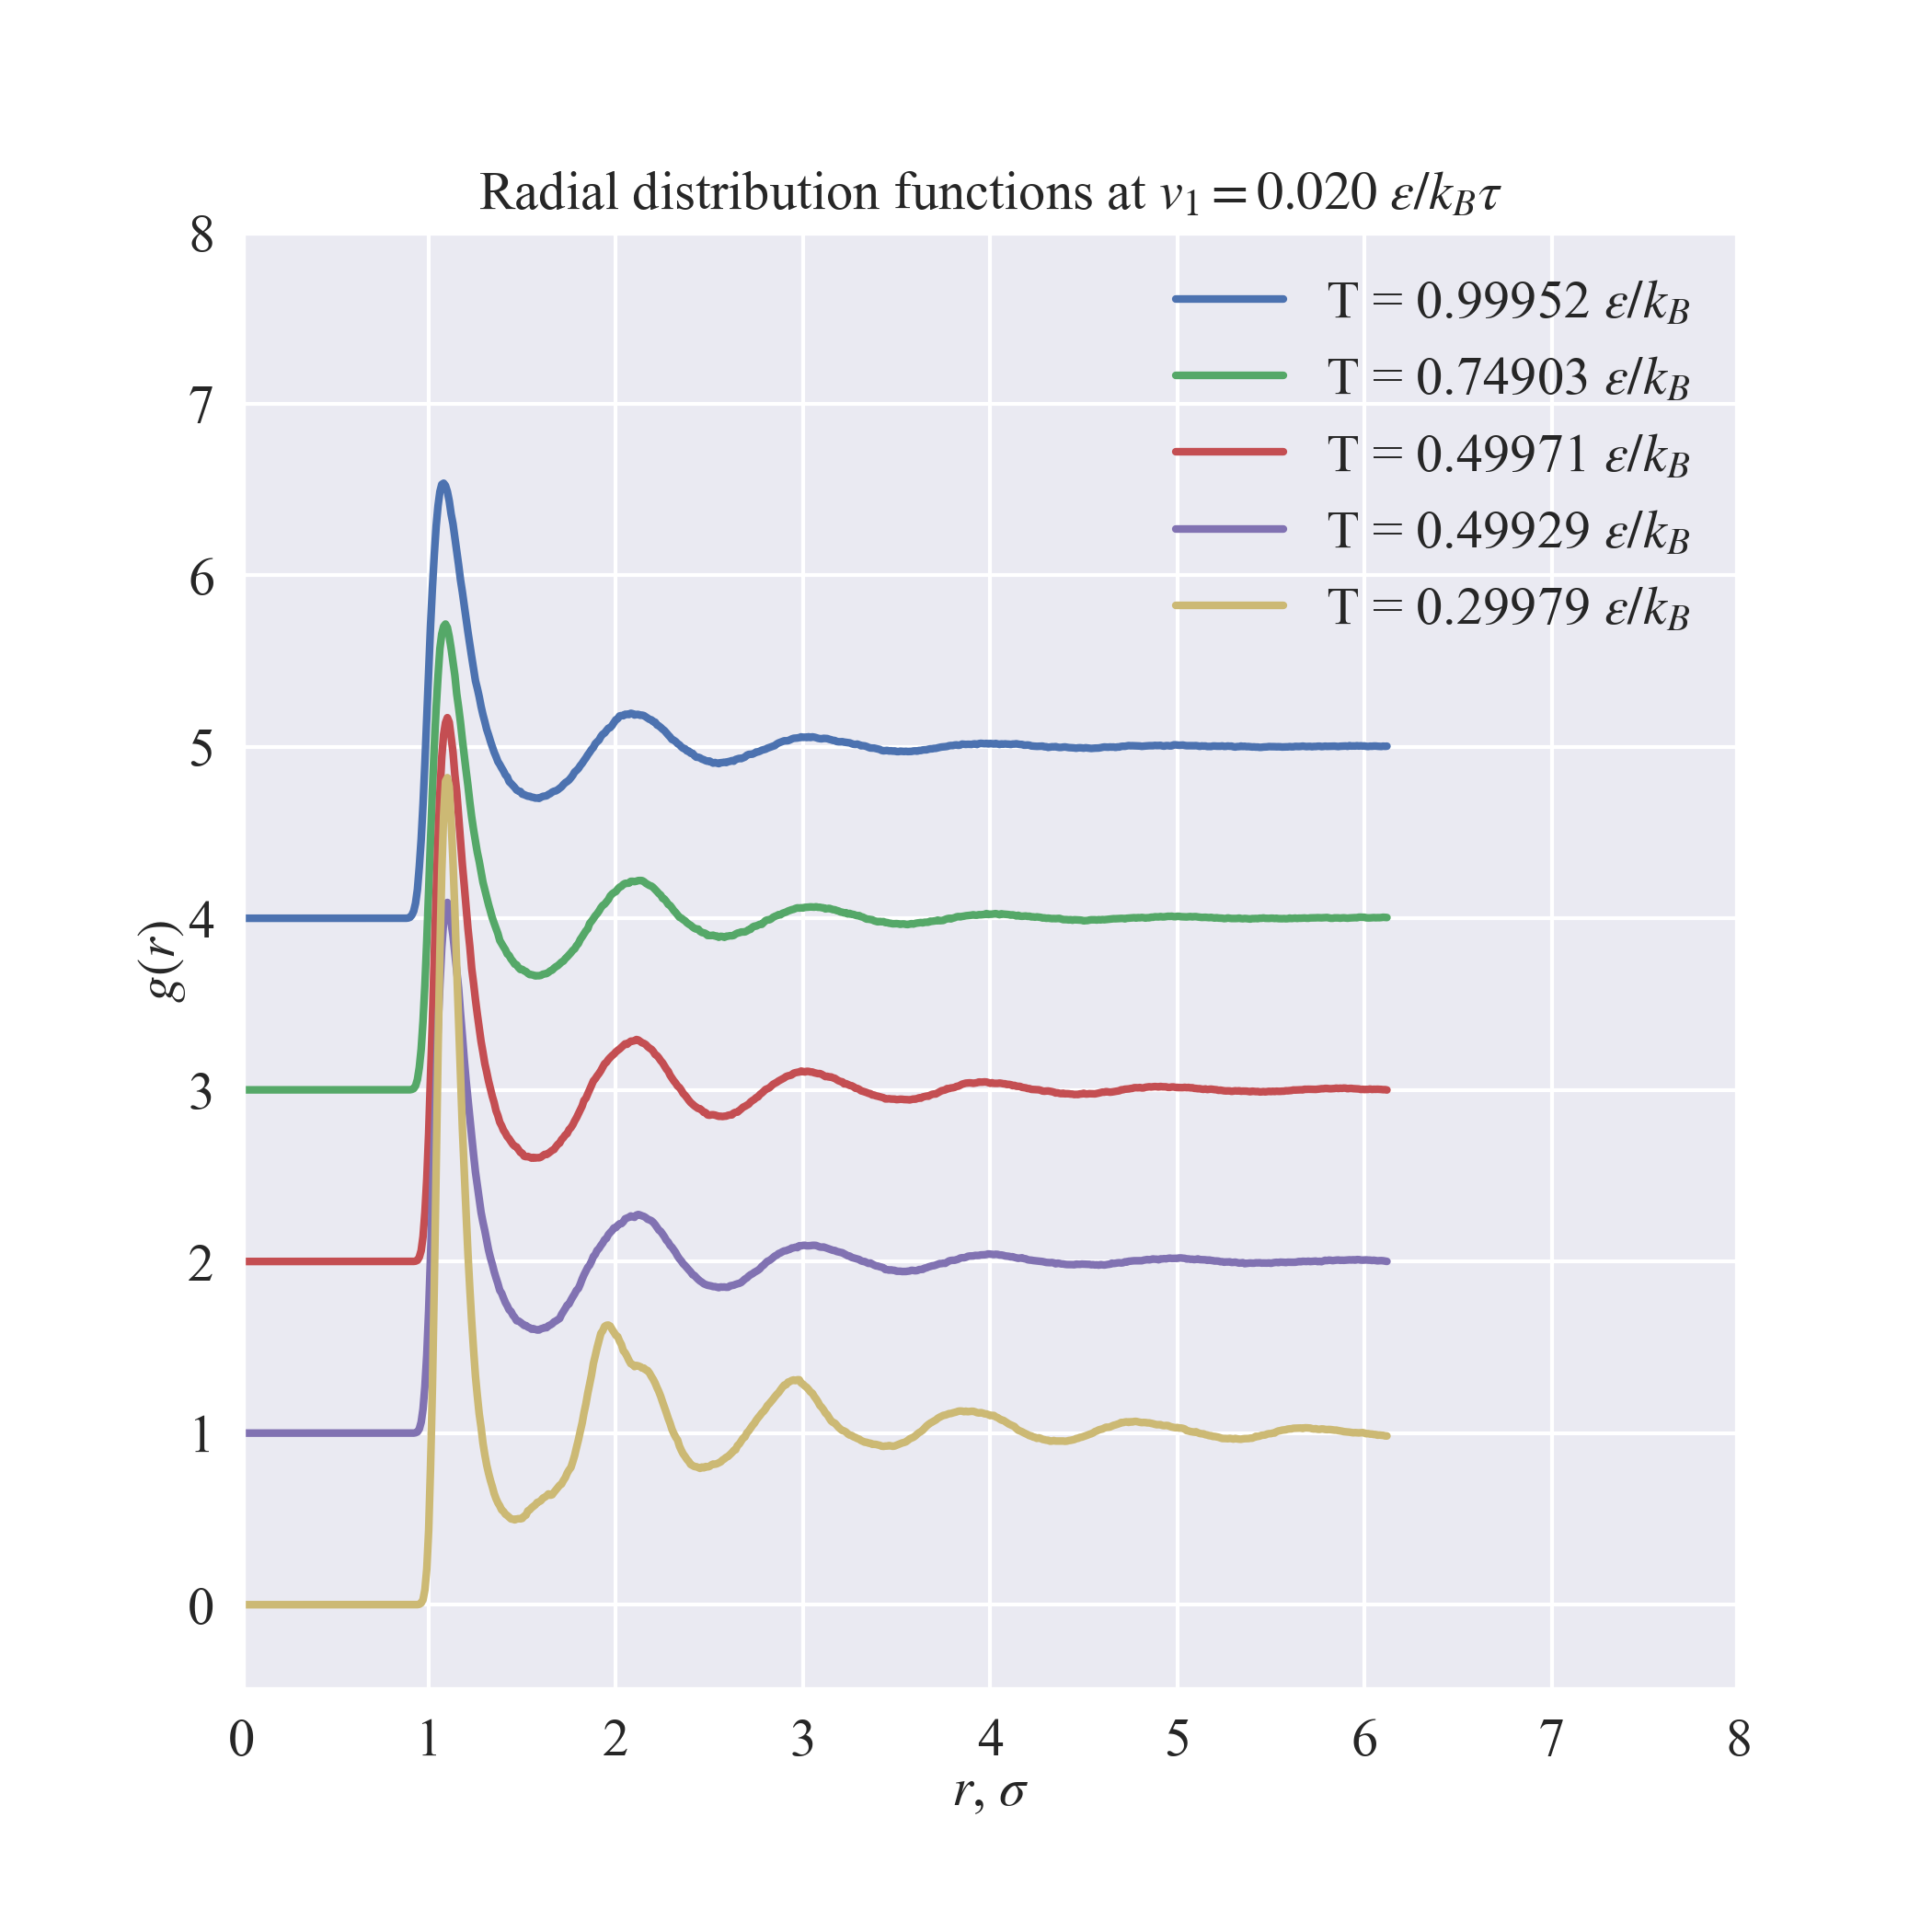 Radial distribution functions at v₁ = 0.020 ε/k_Bτ
8
7
6
5
4
3
2
1
0
g(r)
T = 0.99952 ε/k_B
T = 0.74903 ε/k_B
T = 0.49971 ε/k_B
T = 0.49929 ε/k_B
T = 0.29979 ε/k_B
0 1 2 3 4 5 6 7 8
r, σ